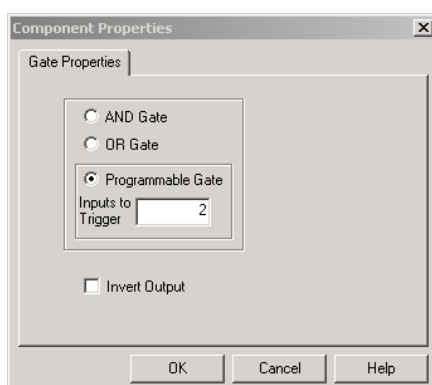 Component Properties
Gate Properties
AND Gate
OR Gate
Programmable Gate
Inputs to
Trigger
2
Invert Output
OK Cancel Help